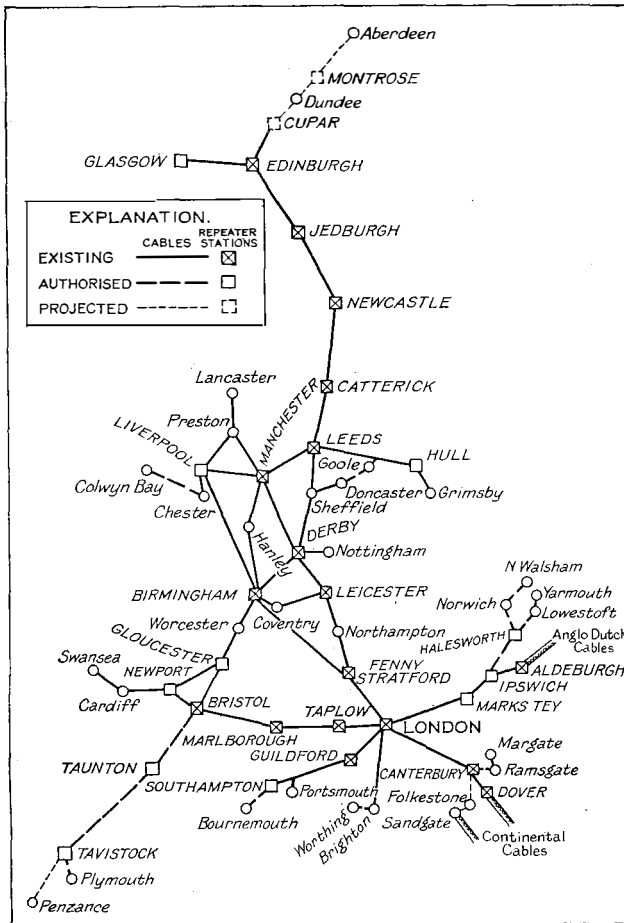 Aberdeen
MONTROSE
Dundee
CUPAR
GLASGOW
EDINBURGH
EXPLANATION.
CABLES
REPEATER
STATIONS
EXISTING
AUTHORISED
PROJECTED
JEDBURGH
NEWCASTLE
Lancaster
MANCHESTER
CATTERICK
Preston
LIVERPOOL
LEEDS
HULL
Goole
Colwyn Bay
Doncaster
Grimsby
Chester
Sheffield
DERBY
Hanley
Nottingham
N Walsham
BIRMINGHAM
LEICESTER
Yarmouth
Norwich
Lowestoft
Worcester
Coventry
Northampton
HALESWORTH
Anglo Dutch
Cables
GLOUCESTER
Swansea
NEWPORT
FENNY
STRATFORD
ALDEBURGH
IPSWICH
Cardiff
BRISTOL
TAPLOW
MARKS TEY
LONDON
MARLBOROUGH
GUILDFORD
Margate
TAUNTON
CANTERBURY
Ramsgate
SOUTHAMPTON
Portsmouth
DOVER
Folkestone
Bournemouth
Worthing
Brighton
Sandgate
Continental
Cables
TAVISTOCK
Plymouth
Penzance